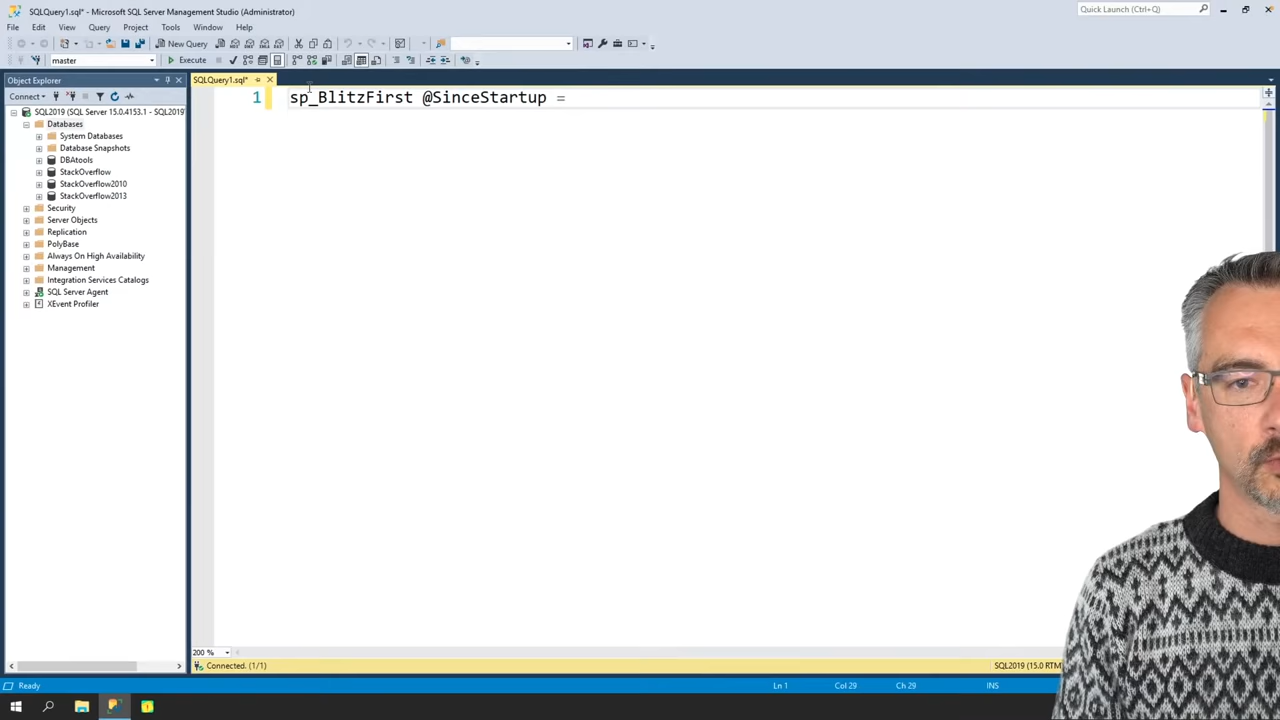 SQLQuery1.sql* - Microsoft SQL Server Management Studio (Administrator)
Quick Launch (Ctrl+Q)
File Edit View Query Project Tools Window Help
New Query
master
Execute
Object Explorer
SQLQuery1.sql*
1 sp_BlitzFirst @SinceStartup =
Connect
SQL2019 (SQL Server 15.0.4153.1 - SQL2019
Databases
System Databases
Database Snapshots
DBAtools
StackOverflow
StackOverflow2010
StackOverflow2013
Security
Server Objects
Replication
PolyBase
Always On High Availability
Management
Integration Services Catalogs
SQL Server Agent
XEvent Profiler
200 %
Connected. (1/1)
SQL2019 (15.0 RTM
Ready
Ln 1
Col 29
Ch 29
INS